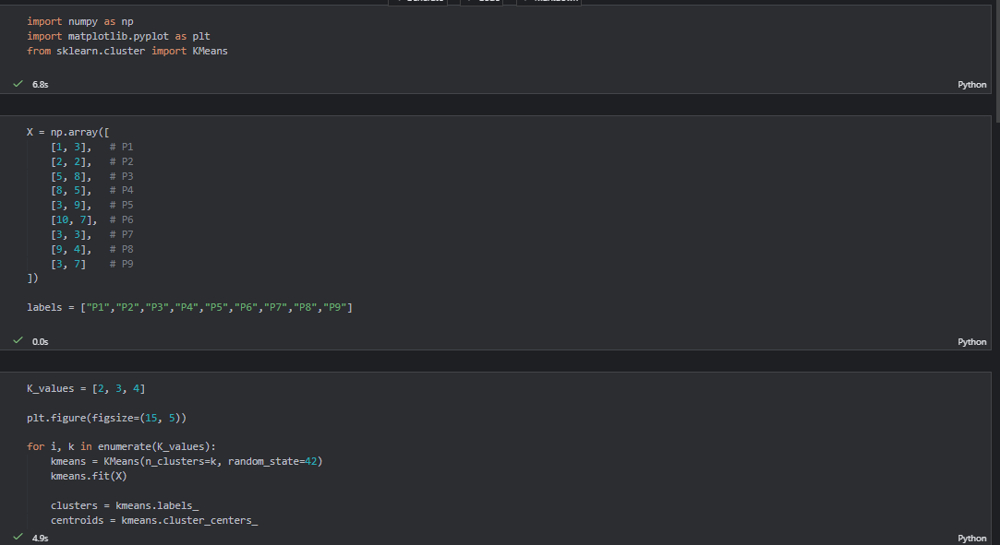 import numpy as np
import matplotlib.pyplot as plt
from sklearn.cluster import KMeans
6.8s
Python
X = np.array([
[1, 3], # P1
[2, 2], # P2
[5, 8], # P3
[8, 5], # P4
[3, 9], # P5
[10, 7], # P6
[3, 3], # P7
[9, 4], # P8
[3, 7] # P9
])
labels = ["P1","P2","P3","P4","P5","P6","P7","P8","P9"]
0.0s
Python
K_values = [2, 3, 4]
plt.figure(figsize=(15, 5))
for i, k in enumerate(K_values):
kmeans = KMeans(n_clusters=k, random_state=42)
kmeans.fit(X)
clusters = kmeans.labels_
centroids = kmeans.cluster_centers_
4.9s
Python